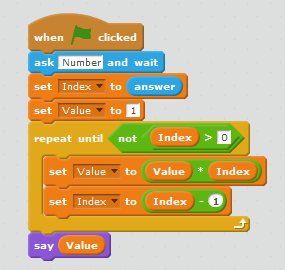 when clicked
ask Number and wait
set Index to answer
set Value to 1
repeat until not Index > 0
set Value to Value * Index
set Index to Index - 1
say Value